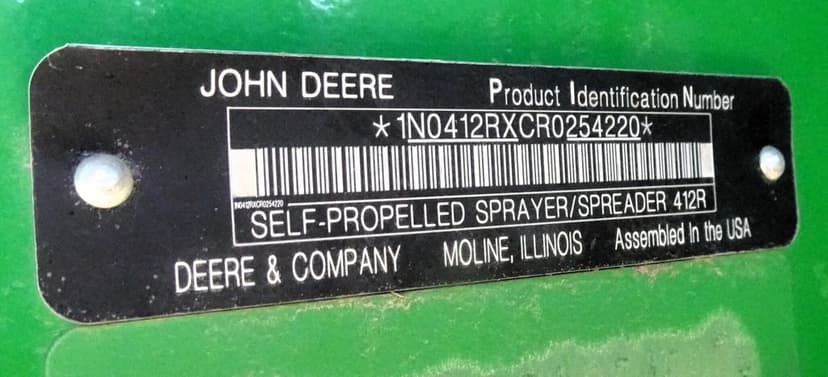 JOHN DEERE Product Identification Number
*1N0412RXCR0254220*
1N0412RXCR0254220
SELF-PROPELLED SPRAYER/SPREADER 412R
DEERE & COMPANY MOLINE, ILLINOIS Assembled in the USA